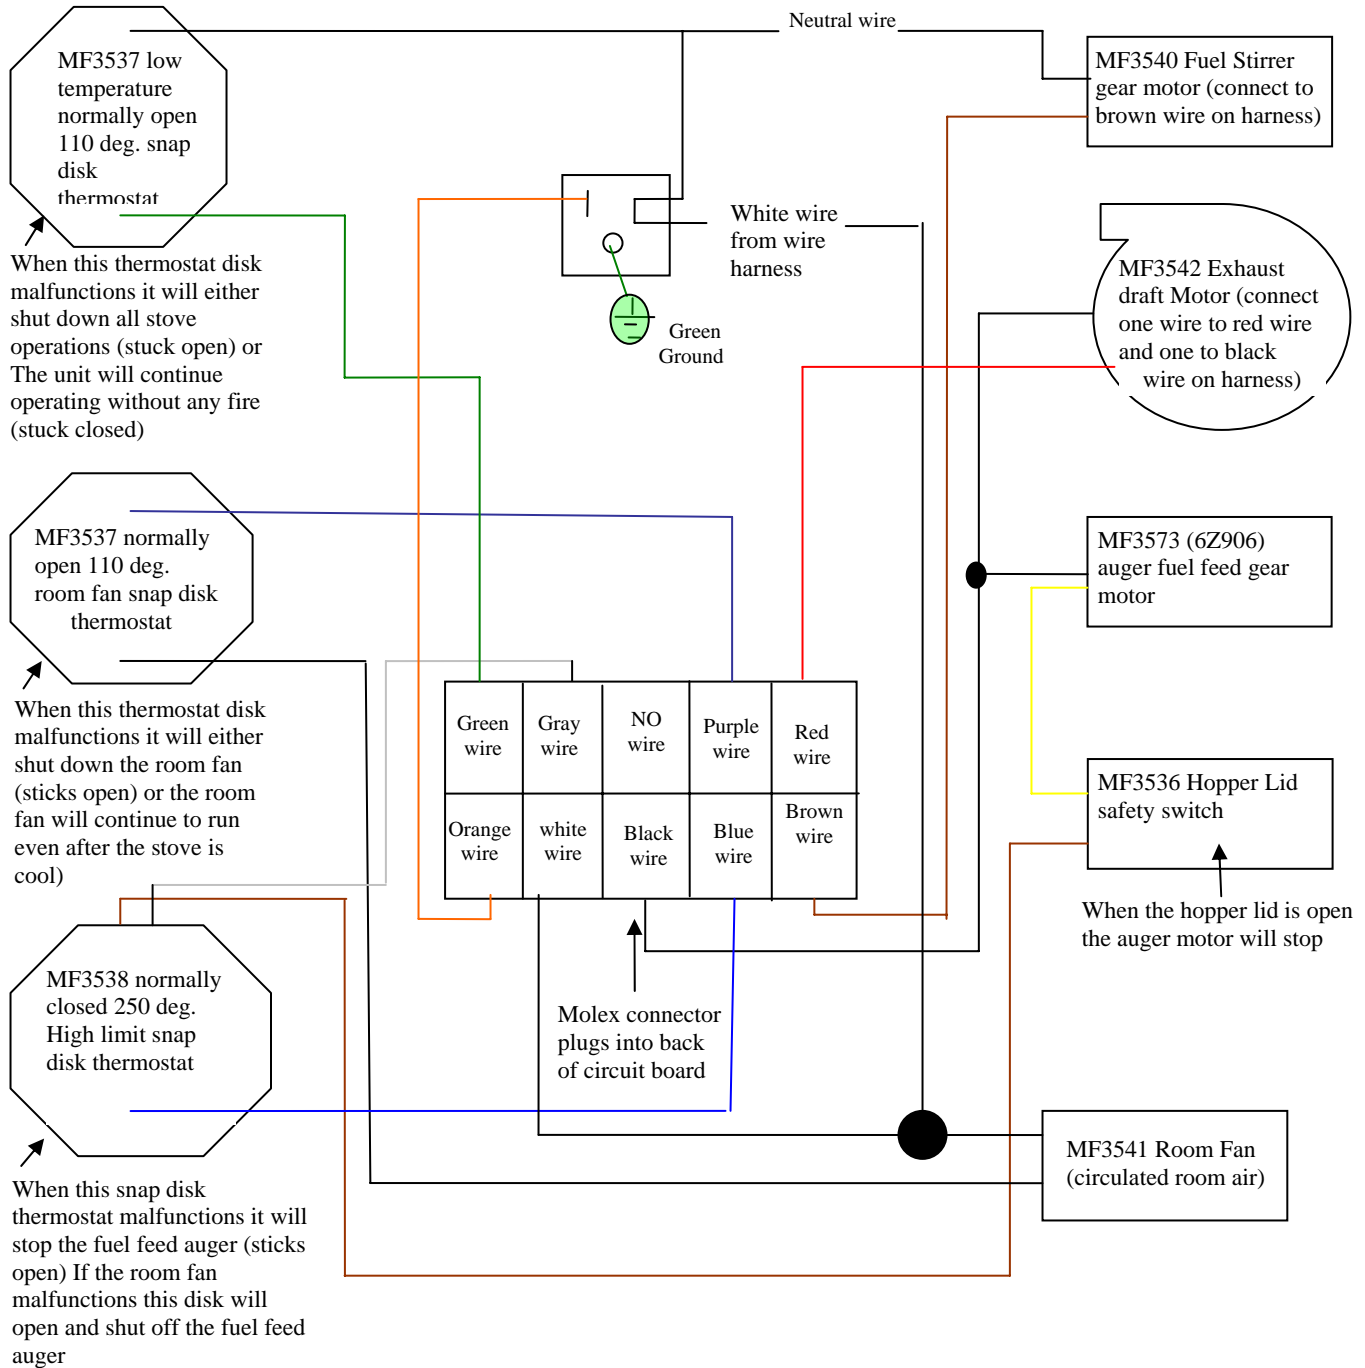 Neutral wire
MF3537 low
temperature
normally open
110 deg. snap
disk
thermostat
MF3540 Fuel Stirrer
gear motor (connect to
brown wire on harness)
White wire
from wire
harness
Green
Ground
When this thermostat disk
malfunctions it will either
shut down all stove
operations (stuck open) or
The unit will continue
operating without any fire
(stuck closed)
MF3542 Exhaust
draft Motor (connect
one wire to red wire
and one to black
wire on harness)
MF3537 normally
open 110 deg.
room fan snap disk
thermostat
MF3573 (6Z906)
auger fuel feed gear
motor
When this thermostat disk
malfunctions it will either
shut down the room fan
(sticks open) or the room
fan will continue to run
even after the stove is
cool)
Green
wire
Gray
wire
NO
wire
Purple
wire
Red
wire
Orange
wire
white
wire
Black
wire
Blue
wire
Brown
wire
MF3536 Hopper Lid
safety switch
When the hopper lid is open
the auger motor will stop
MF3538 normally
closed 250 deg.
High limit snap
disk thermostat
Molex connector
plugs into back
of circuit board
MF3541 Room Fan
(circulated room air)
When this snap disk
thermostat malfunctions it will
stop the fuel feed auger (sticks
open) If the room fan
malfunctions this disk will
open and shut off the fuel feed
auger